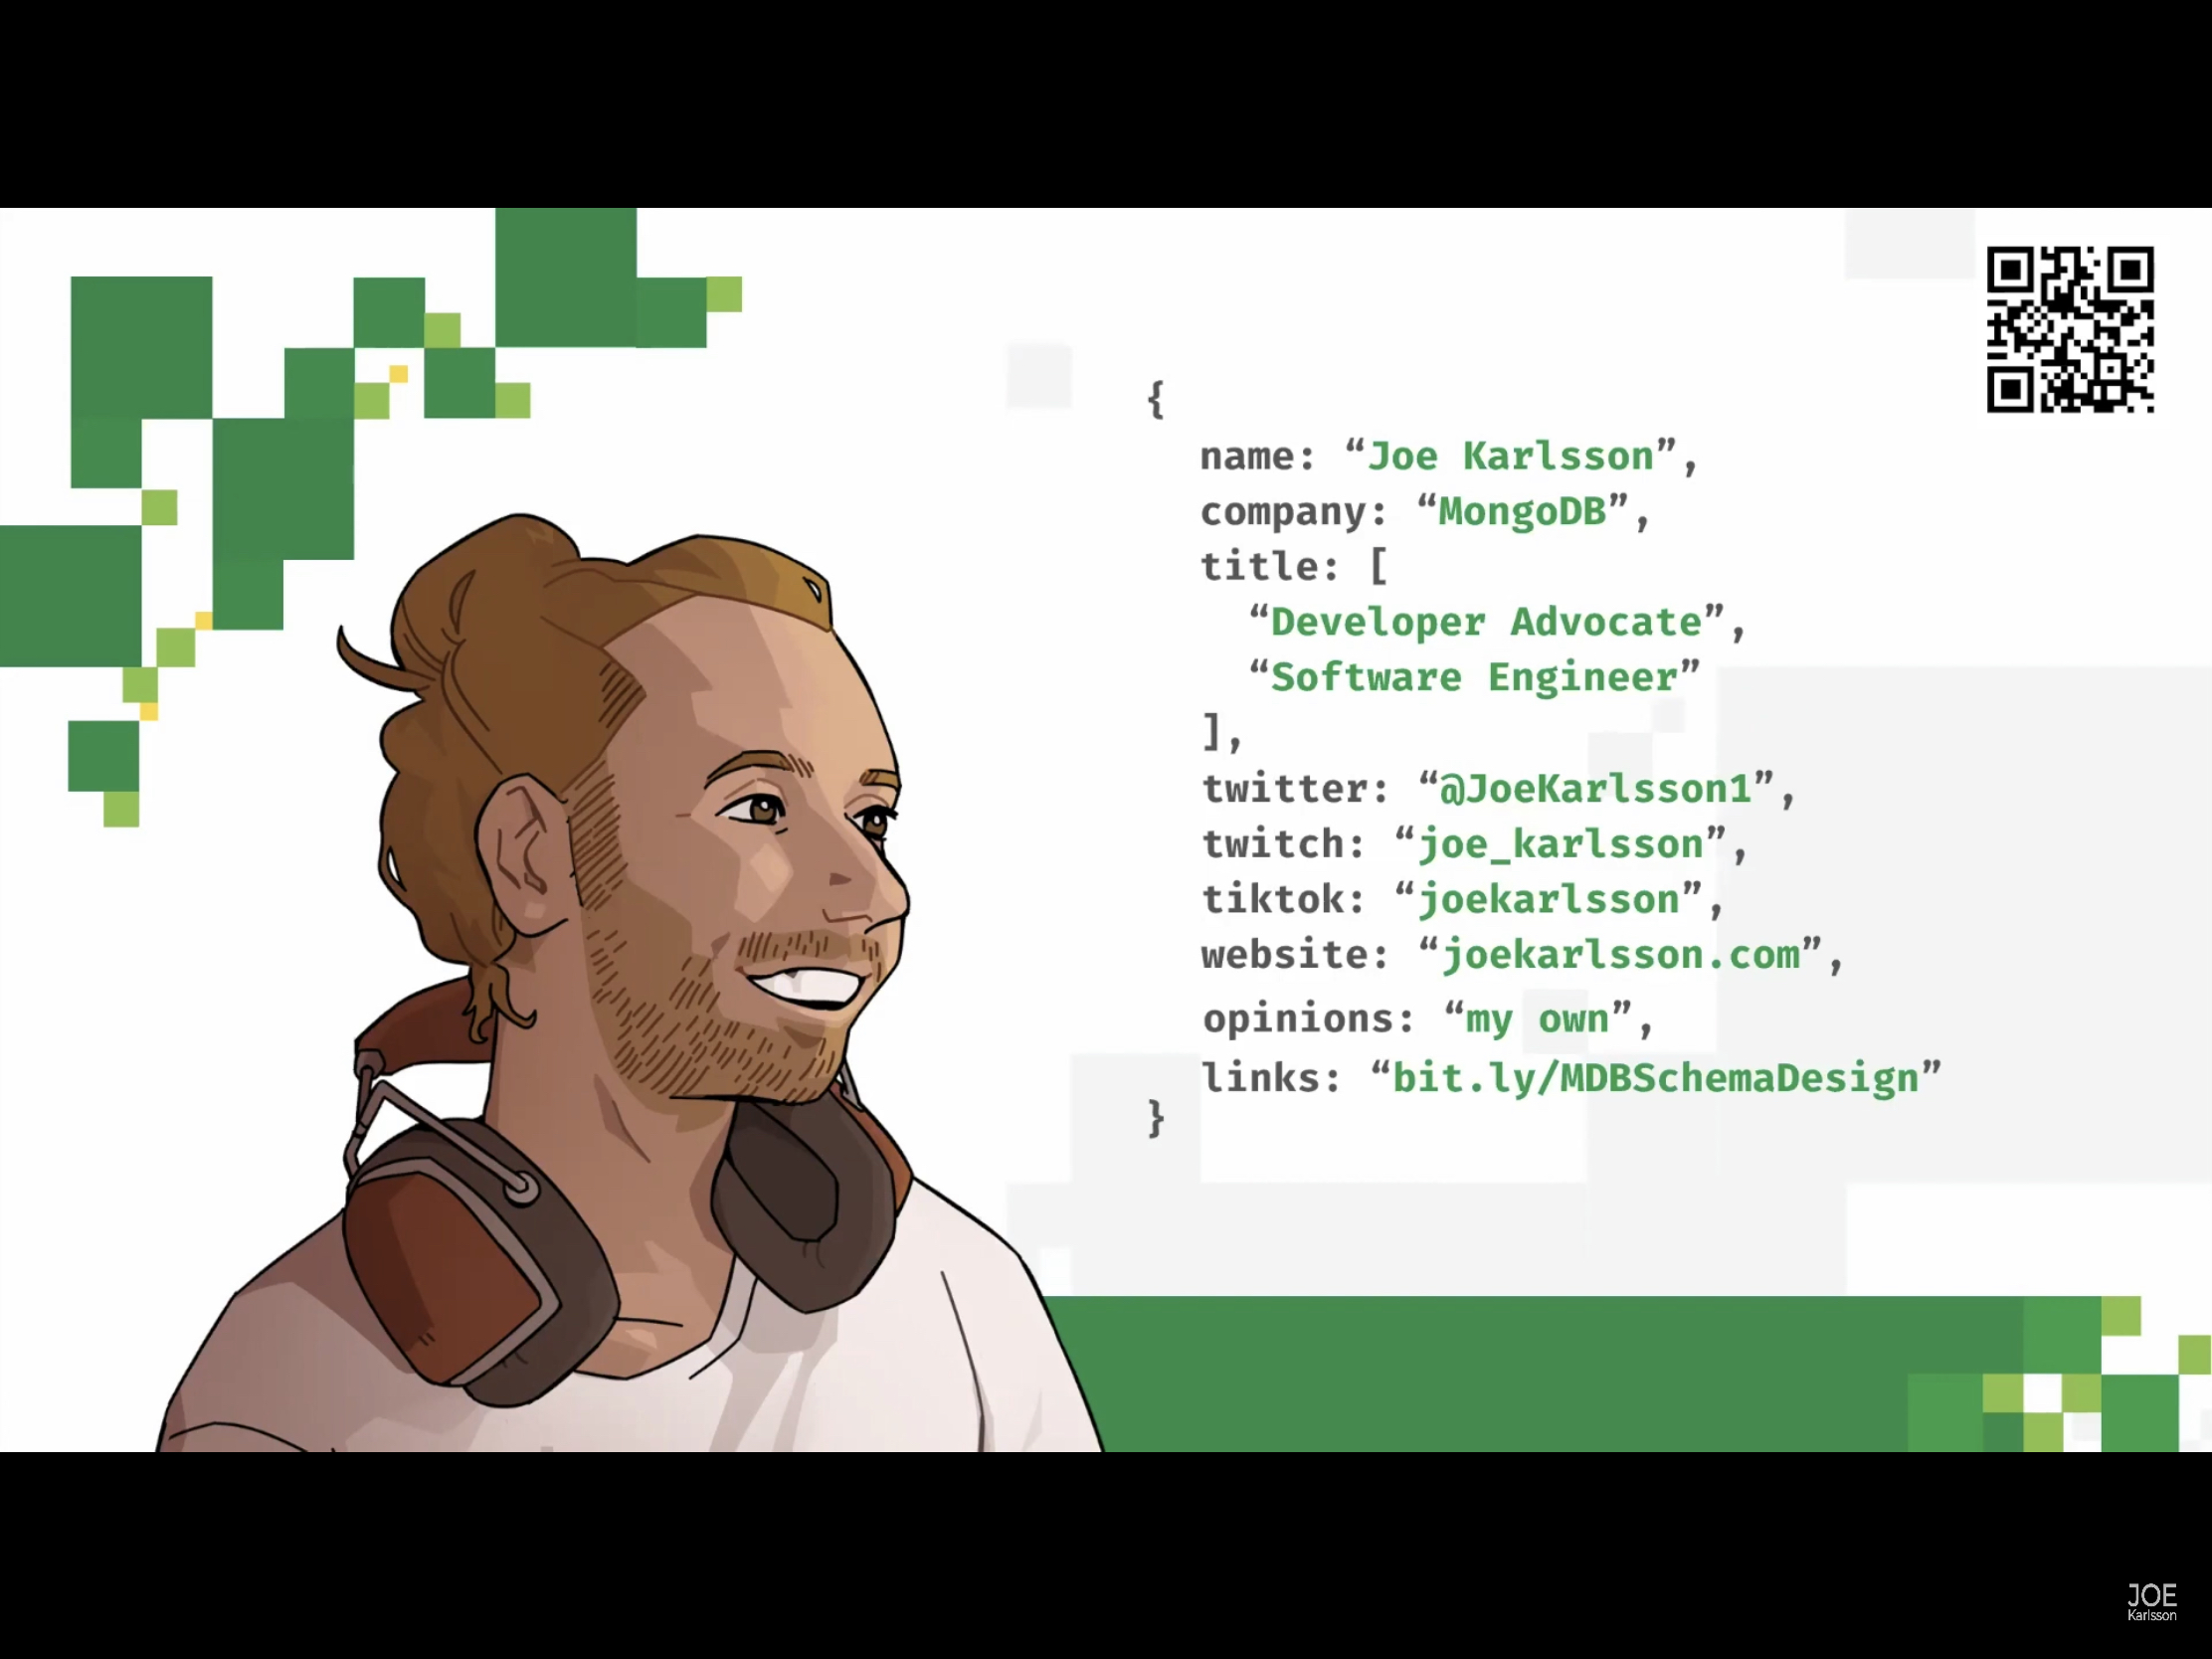 {
name: “Joe Karlsson”,
company: “MongoDB”,
title: [
“Developer Advocate”,
“Software Engineer”
],
twitter: “@JoeKarlsson1”,
twitch: “joe_karlsson”,
tiktok: “joekarlsson”,
website: “joekarlsson.com”,
opinions: “my own”,
links: “bit.ly/MDBSchemaDesign”
}
JOE
Karlsson